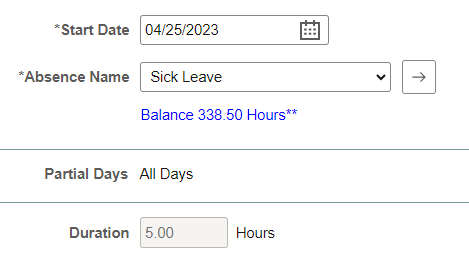 *Start Date 04/25/2023
*Absence Name Sick Leave
Balance 338.50 Hours**
Partial Days All Days
Duration 5.00 Hours